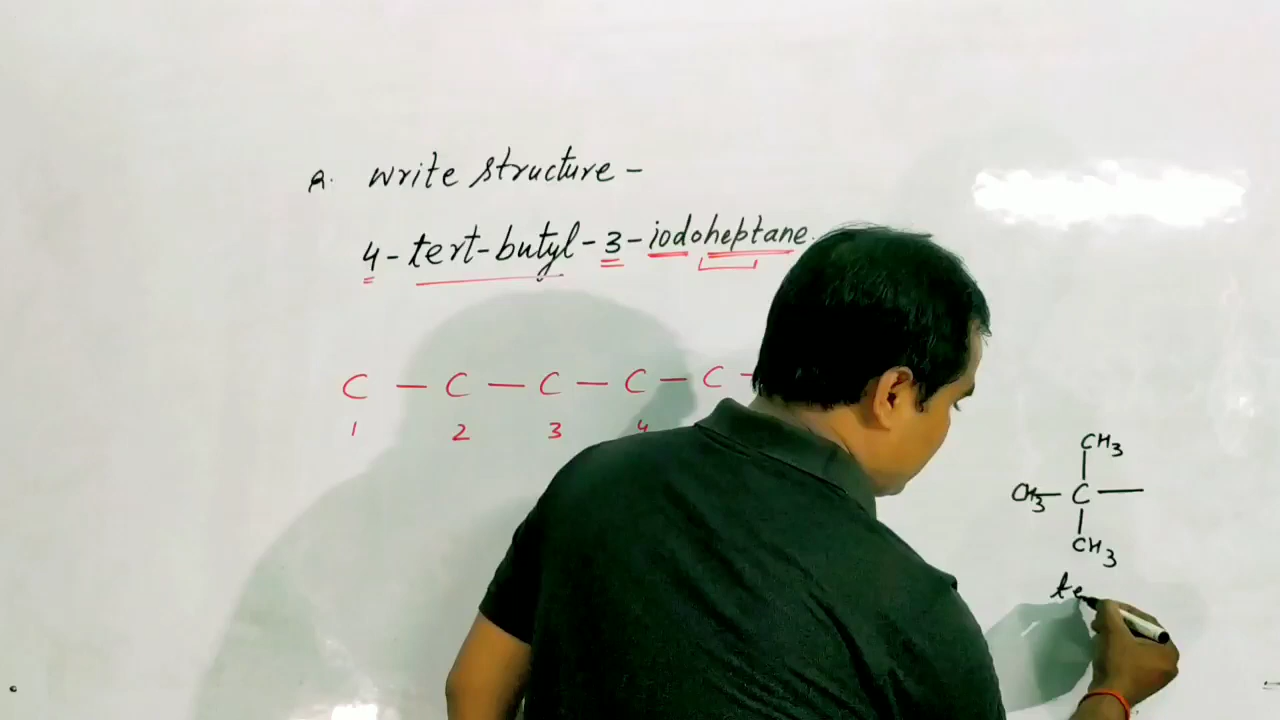 Q. write structure -
4 - tert-butyl - 3 - iodoheptane.
C — C — C — C — C -
1 2 3 4
CH3
CH3 — C —
CH3
te